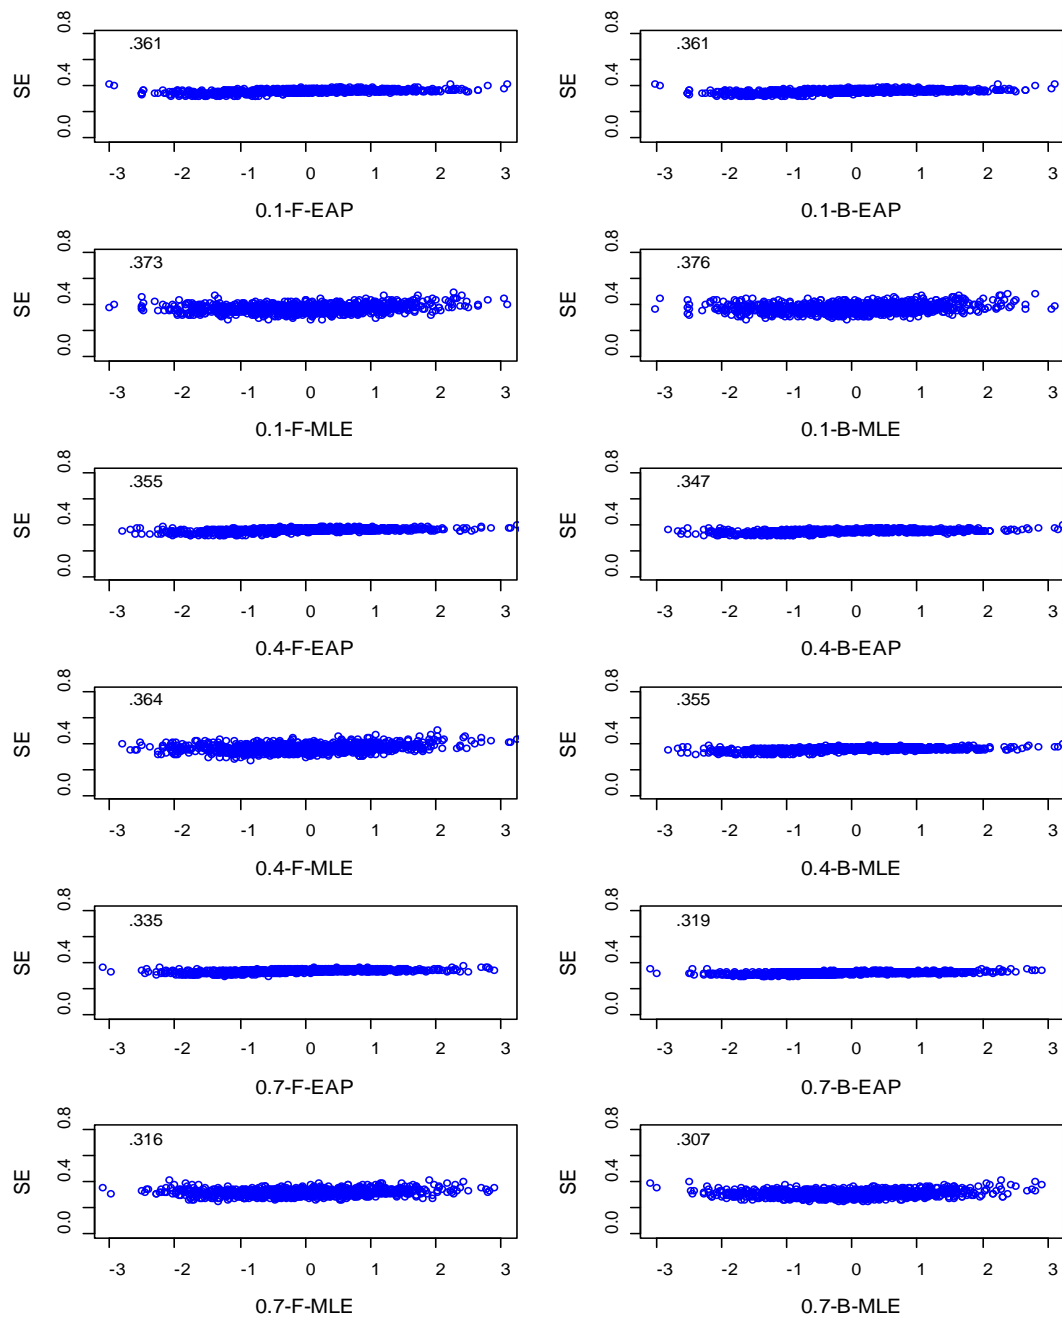 SE
0.0 0.4 0.8
.361
-3 -2 -1 0 1 2 3
0.1-F-EAP
SE
0.0 0.4 0.8
.361
-3 -2 -1 0 1 2 3
0.1-B-EAP
SE
0.0 0.4 0.8
.373
-3 -2 -1 0 1 2 3
0.1-F-MLE
SE
0.0 0.4 0.8
.376
-3 -2 -1 0 1 2 3
0.1-B-MLE
SE
0.0 0.4 0.8
.355
-3 -2 -1 0 1 2 3
0.4-F-EAP
SE
0.0 0.4 0.8
.347
-3 -2 -1 0 1 2 3
0.4-B-EAP
SE
0.0 0.4 0.8
.364
-3 -2 -1 0 1 2 3
0.4-F-MLE
SE
0.0 0.4 0.8
.355
-3 -2 -1 0 1 2 3
0.4-B-MLE
SE
0.0 0.4 0.8
.335
-3 -2 -1 0 1 2 3
0.7-F-EAP
SE
0.0 0.4 0.8
.319
-3 -2 -1 0 1 2 3
0.7-B-EAP
SE
0.0 0.4 0.8
.316
-3 -2 -1 0 1 2 3
0.7-F-MLE
SE
0.0 0.4 0.8
.307
-3 -2 -1 0 1 2 3
0.7-B-MLE